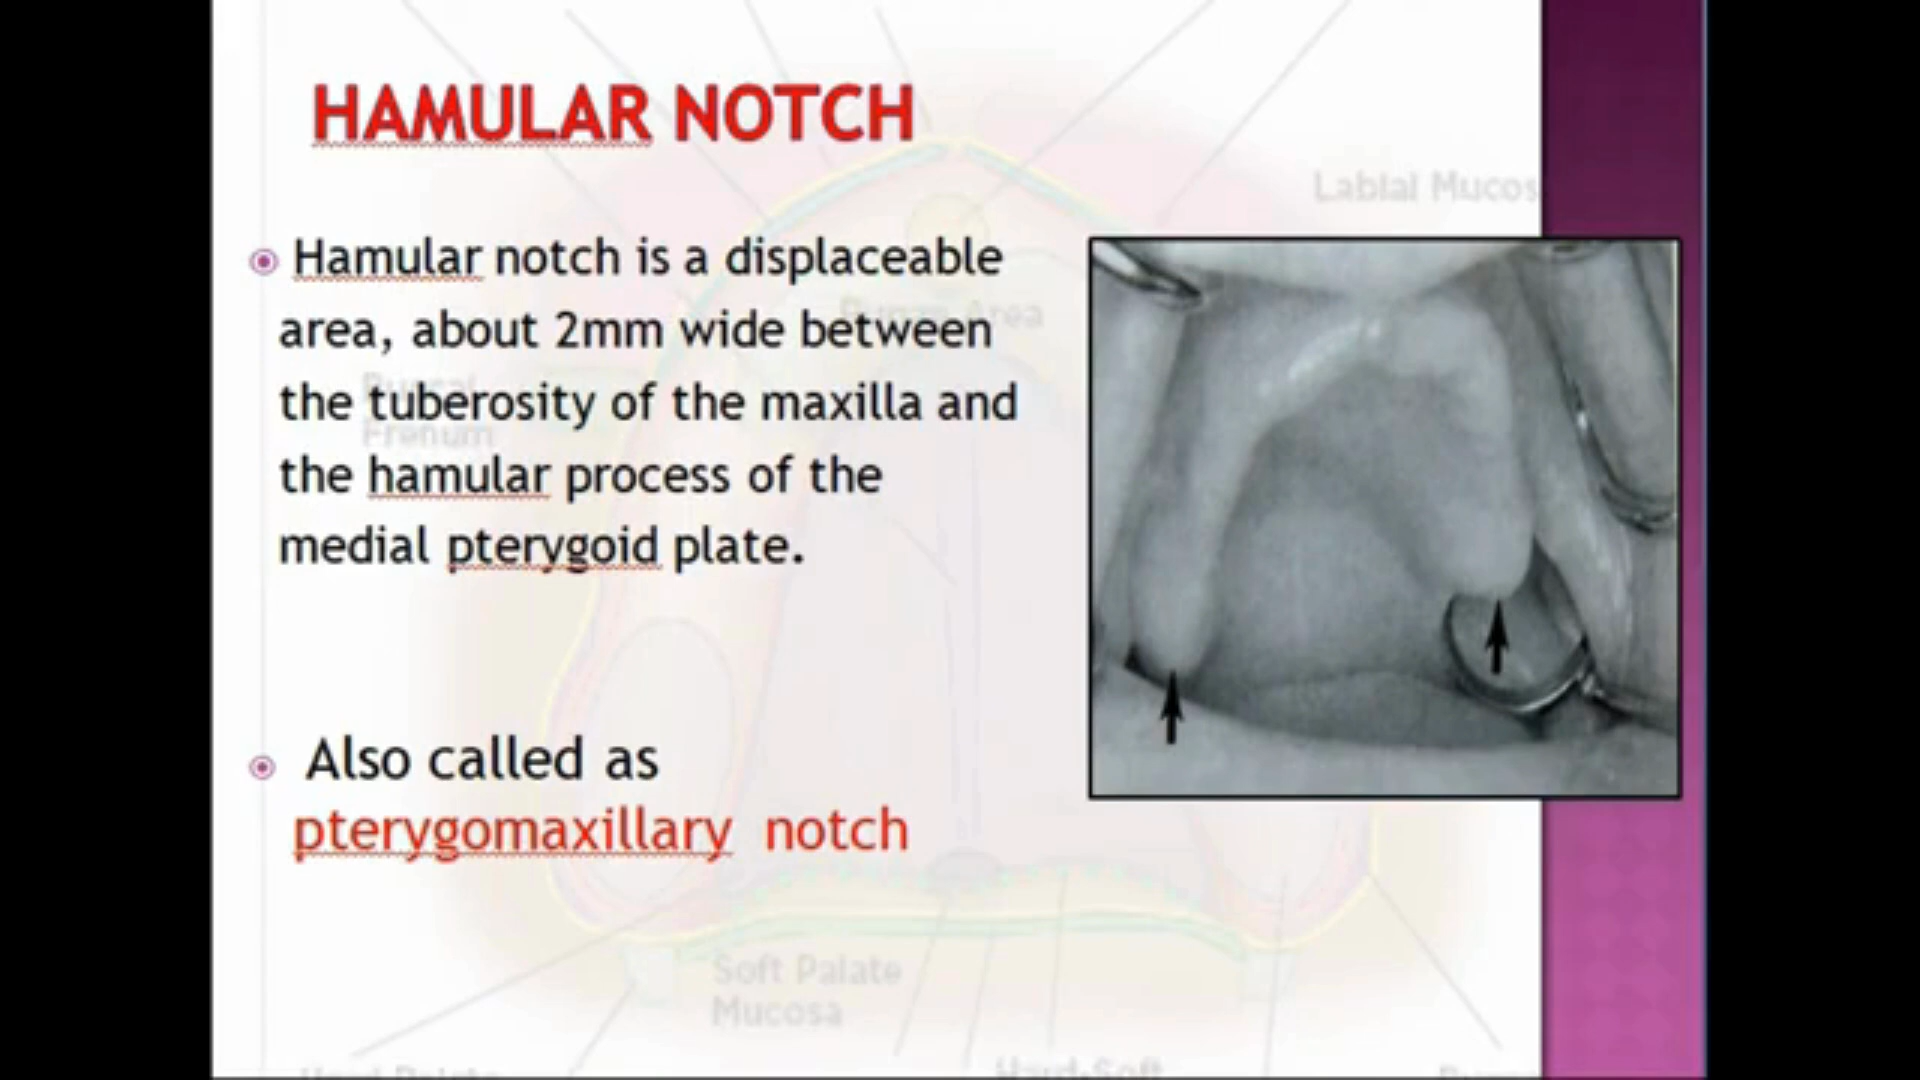 HAMULAR NOTCH
Labial Mucos
Hamular notch is a displaceable
area, about 2mm wide between
the tuberosity of the maxilla and
the hamular process of the
medial pterygoid plate.
Buccal
Frenum
Also called as
pterygomaxillary notch
Soft Palate
Mucosa
Hard Palate
Hard-Soft